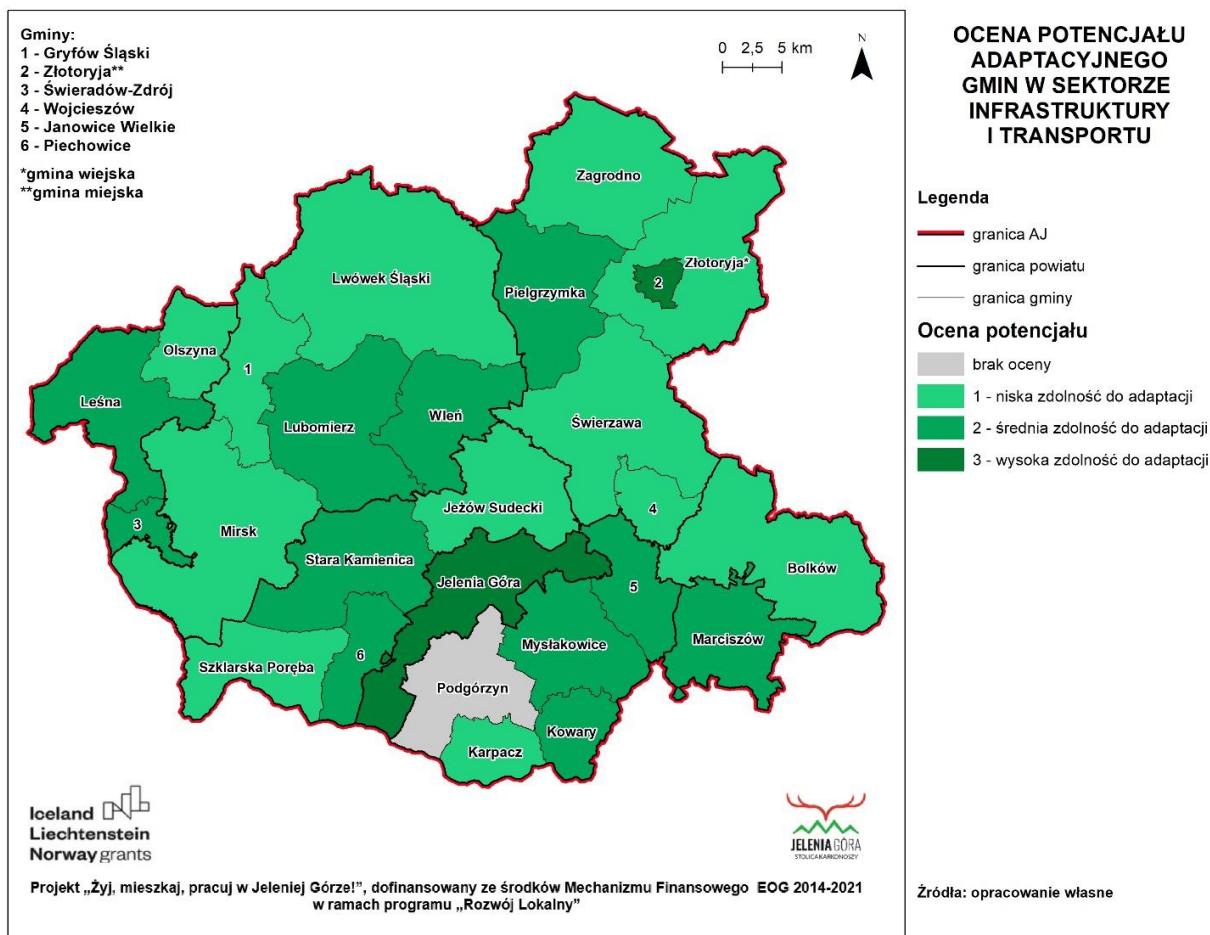 Gminy:
1 - Gryfów Śląski
2 - Złotoryja**
3 - Świeradów-Zdrój
4 - Wojcieszów
5 - Janowice Wielkie
6 - Piechowice
*gmina wiejska
**gmina miejska
0 2,5 5 km
N
OCENA POTENCJAŁU
ADAPTACYJNEGO
GMIN W SEKTORZE
INFRASTRUKTURY
I TRANSPORTU
Legenda
granica AJ
granica powiatu
granica gminy
Ocena potencjału
brak oceny
1 - niska zdolność do adaptacji
2 - średnia zdolność do adaptacji
3 - wysoka zdolność do adaptacji
Zagrodno
Złotoryja*
2
Lwówek Śląski
Pielgrzymka
Olszyna
1
Leśna
Lubomierz
Wleń
Świerzawa
Jeżów Sudecki
4
3
Mirsk
Stara Kamienica
Jelenia Góra
5
Bolków
Marciszów
Mysłakowice
Szklarska Poręba
6
Podgórzyn
Kowary
Karpacz
Iceland
Liechtenstein
Norway grants
JELENIA GÓRA
STOLICA KARKONOSZY
Projekt „Żyj, mieszkaj, pracuj w Jeleniej Górze!”, dofinansowany ze środków Mechanizmu Finansowego EOG 2014-2021
w ramach programu „Rozwój Lokalny”
Źródła: opracowanie własne